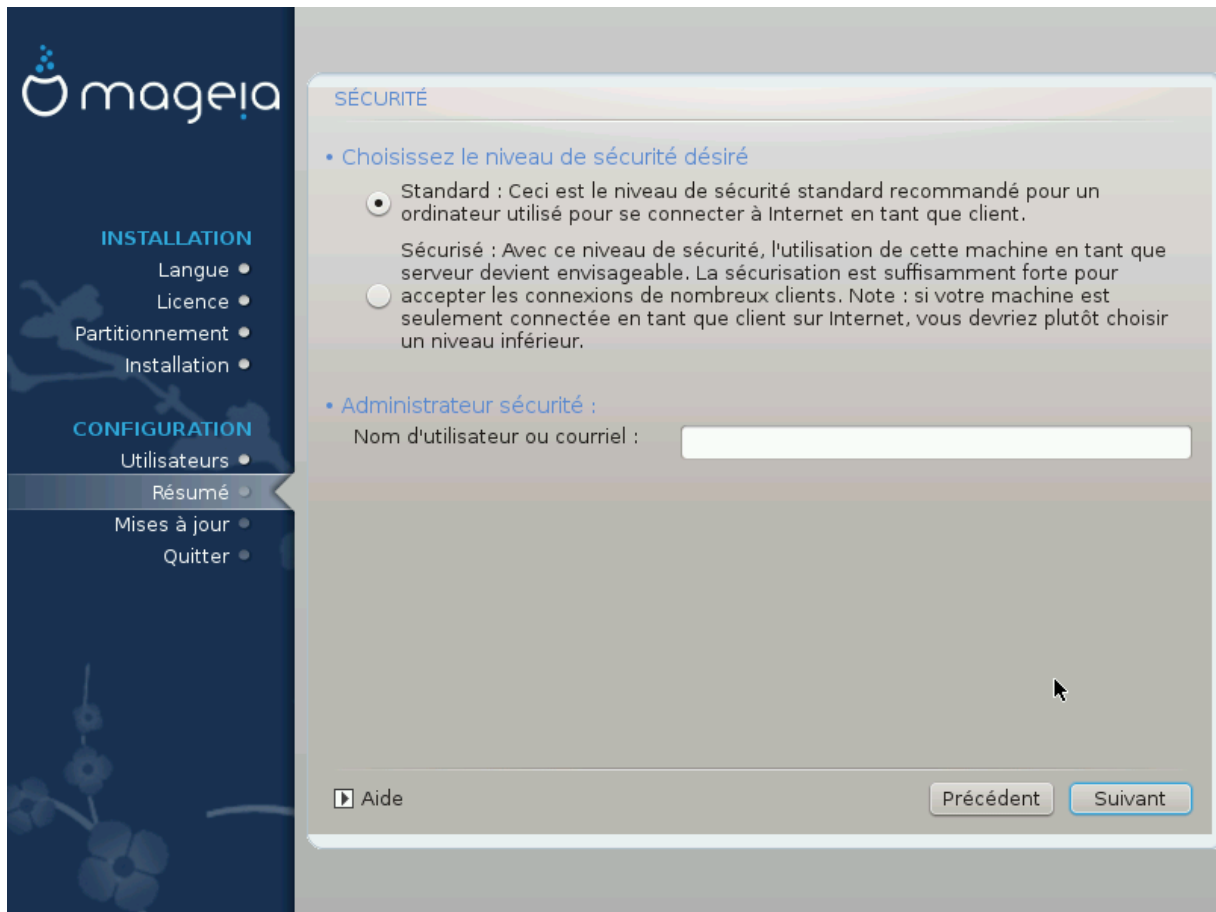 mageia
INSTALLATION
Langue
Licence
Partitionnement
Installation
CONFIGURATION
Utilisateurs
Résumé
Mises à jour
Quitter
SÉCURITÉ
• Choisissez le niveau de sécurité désiré
Standard : Ceci est le niveau de sécurité standard recommandé pour un
ordinateur utilisé pour se connecter à Internet en tant que client.
Sécurisé : Avec ce niveau de sécurité, l'utilisation de cette machine en tant que
serveur devient envisageable. La sécurisation est suffisamment forte pour
accepter les connexions de nombreux clients. Note : si votre machine est
seulement connectée en tant que client sur Internet, vous devriez plutôt choisir
un niveau inférieur.
• Administrateur sécurité :
Nom d'utilisateur ou courriel :
Aide
Précédent
Suivant